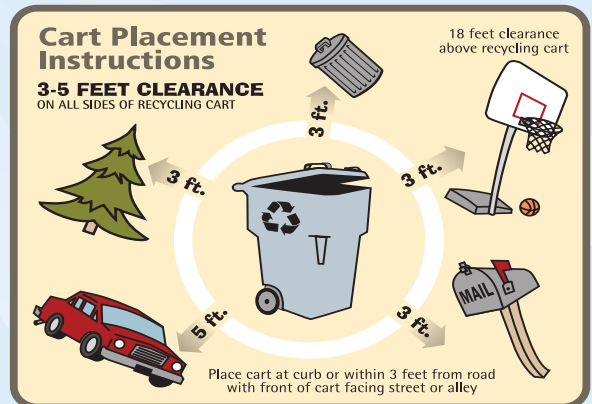 Cart Placement
Instructions
3-5 FEET CLEARANCE
ON ALL SIDES OF RECYCLING CART
18 feet clearance
above recycling cart
3 ft.
3 ft.
3 ft.
5 ft.
3 ft.
MAIL
Place cart at curb or within 3 feet from road
with front of cart facing street or alley